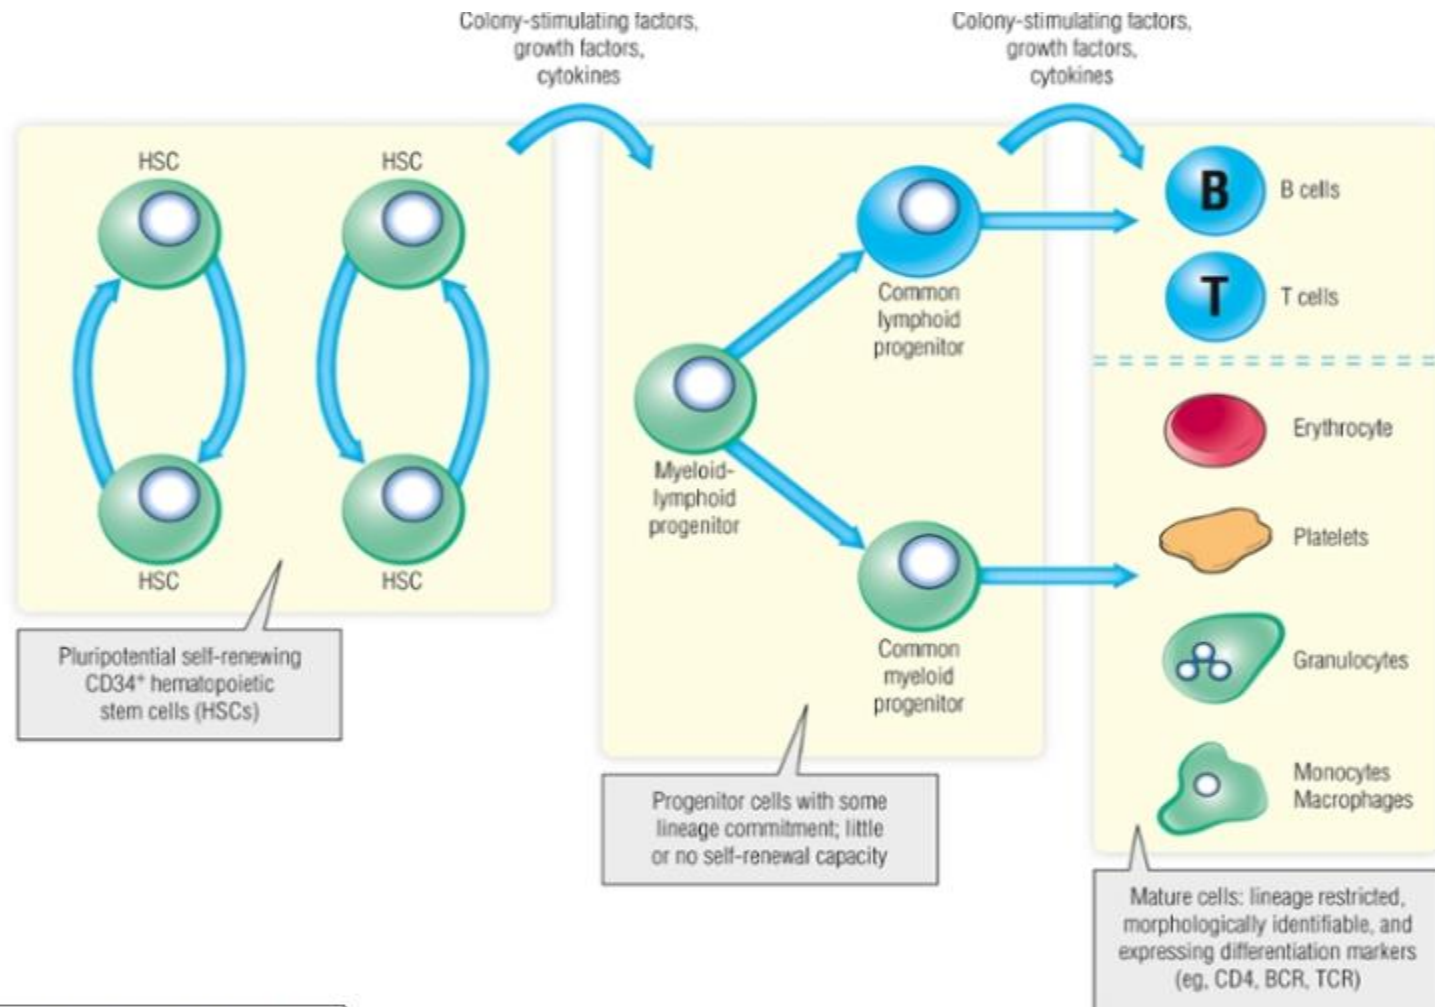 Colony-stimulating factors,
growth factors,
cytokines
Colony-stimulating factors,
growth factors,
cytokines
HSC
HSC
HSC
HSC
Pluripotential self-renewing
CD34⁺ hematopoietic
stem cells (HSCs)
Myeloid-
lymphoid
progenitor
Common
lymphoid
progenitor
Common
myeloid
progenitor
Progenitor cells with some
lineage commitment; little
or no self-renewal capacity
B
B cells
T
T cells
Erythrocyte
Platelets
Granulocytes
Monocytes
Macrophages
Mature cells: lineage restricted,
morphologically identifiable, and
expressing differentiation markers
(eg, CD4, BCR, TCR)